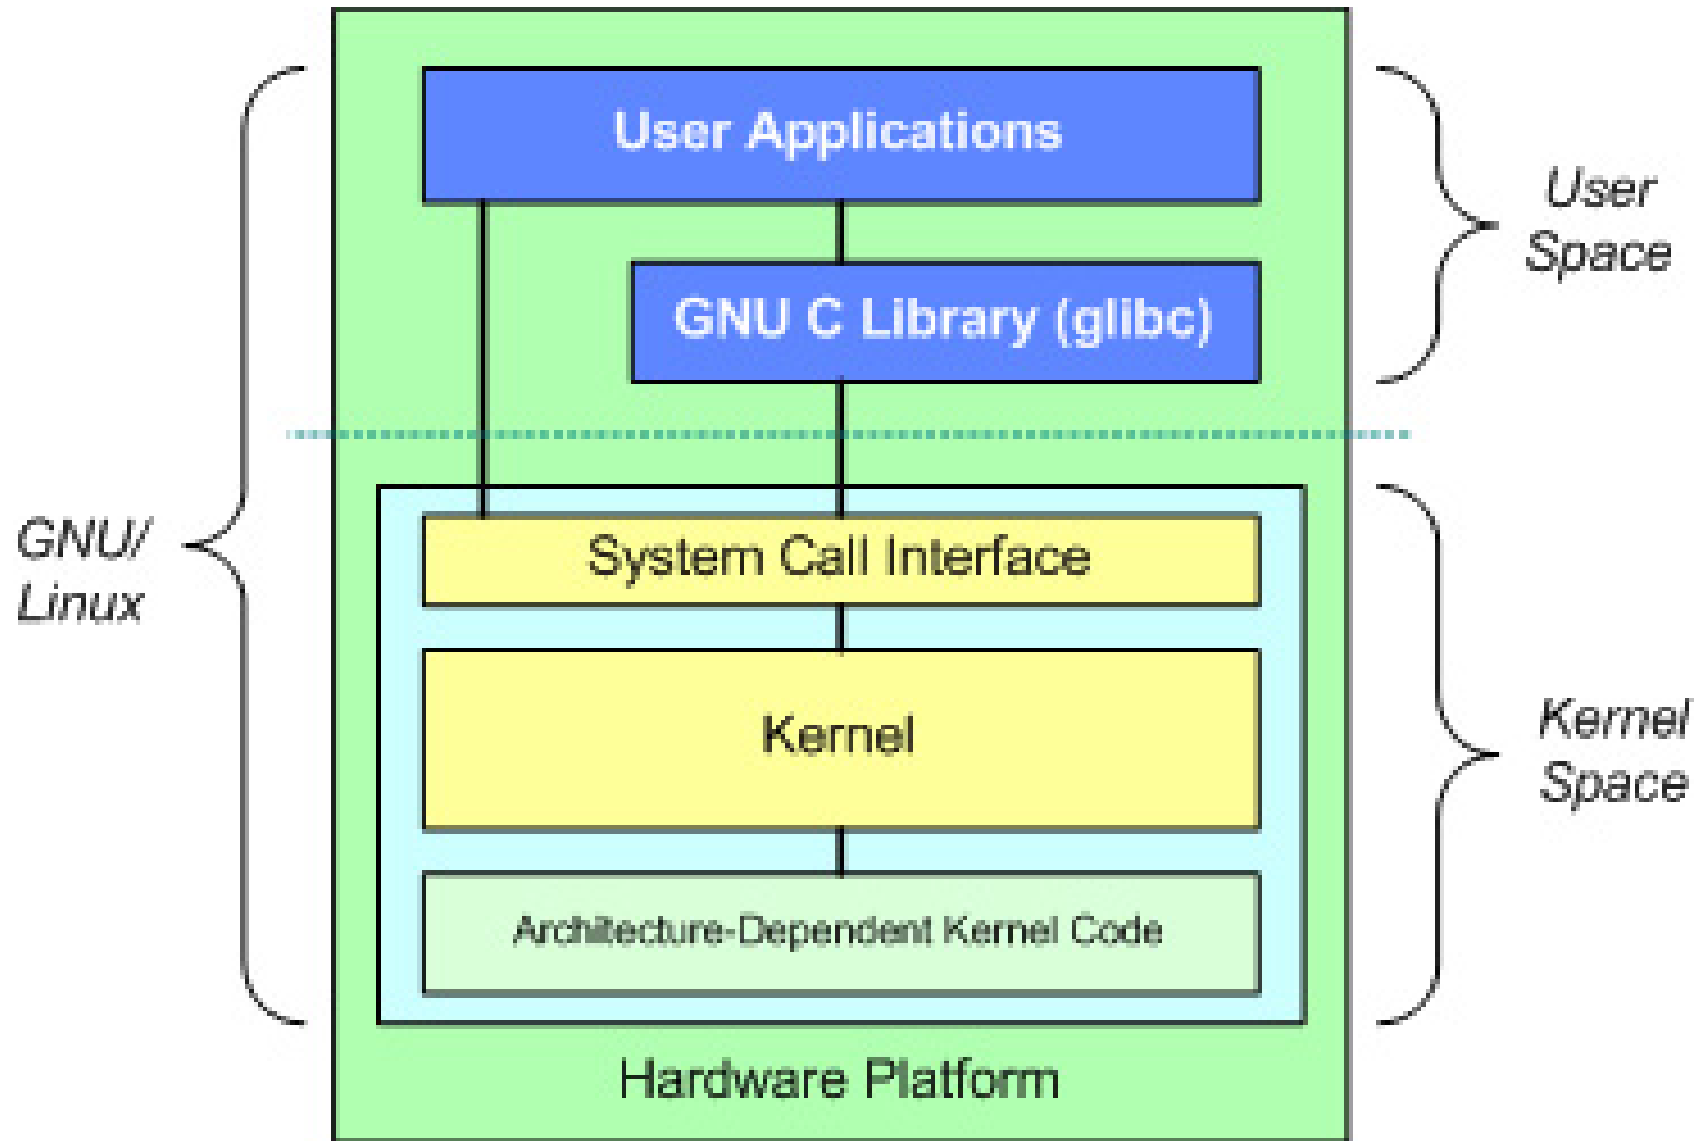 User Applications
User
Space
GNU C Library (glibc)
GNU/
Linux
System Call Interface
Kernel
Kernel
Space
Architecture-Dependent Kernel Code
Hardware Platform